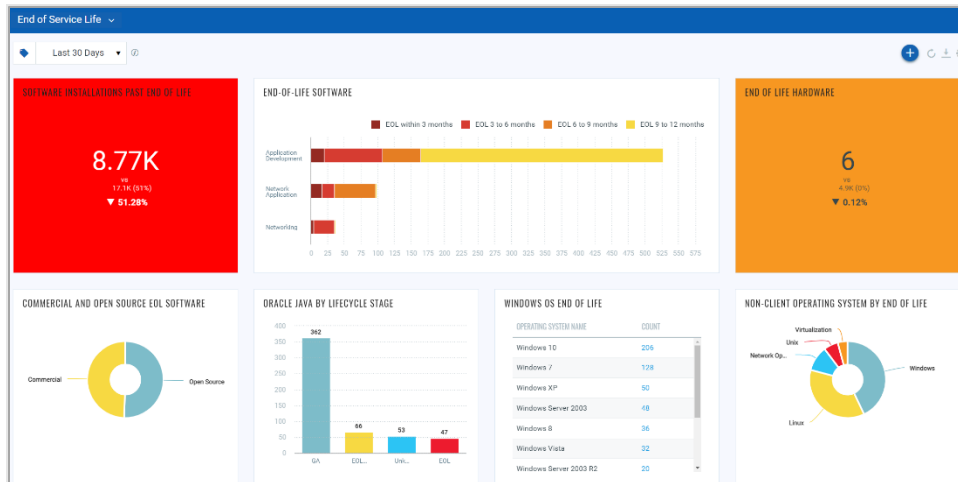 End of Service Life
Last 30 Days
SOFTWARE INSTALLATIONS PAST END OF LIFE
8.77K
vs
17.1K (51%)
▼ 51.28%
END-OF-LIFE SOFTWARE
EOL within 3 months EOL 3 to 6 months EOL 6 to 9 months EOL 9 to 12 months
Application
Development
Network
Application
Networking
0 25 50 75 100 125 150 175 200 225 250 275 300 325 350 375 400 425 450 475 500 525 550 575
END OF LIFE HARDWARE
6
vs
4.9K (0%)
▼ 0.12%
COMMERCIAL AND OPEN SOURCE EOL SOFTWARE
Commercial
Open Source
ORACLE JAVA BY LIFECYCLE STAGE
400
350
300
250
200
150
100
50
0
362
66
53
47
GA EOL... Unk... EOL
WINDOWS OS END OF LIFE
OPERATING SYSTEM NAME COUNT
Windows 10 206
Windows 7 128
Windows XP 50
Windows Server 2003 48
Windows 8 36
Windows Vista 32
Windows Server 2003 R2 20
NON-CLIENT OPERATING SYSTEM BY END OF LIFE
Virtualization
Unix
Network Op...
Windows
Linux